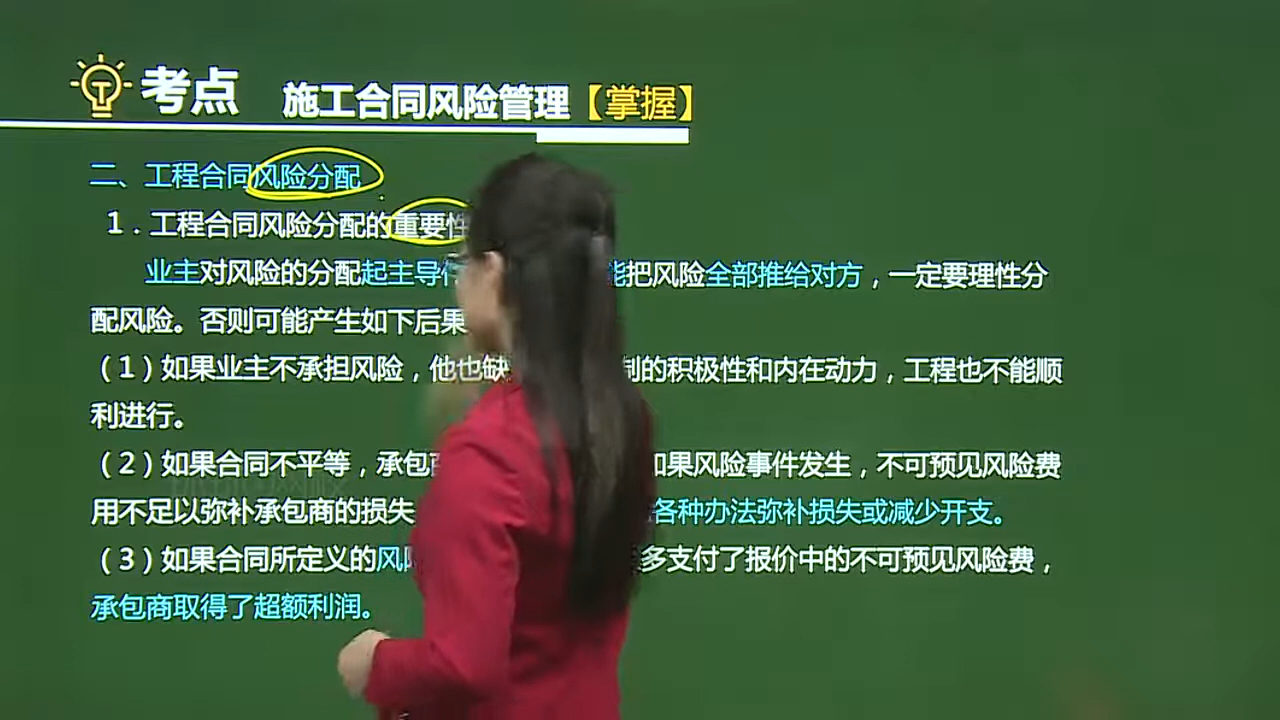 考点 施工合同风险管理【掌握】
二、工程合同风险分配
1.工程合同风险分配的重要性
业主对风险的分配起主导 能把风险全部推给对方，一定要理性分
配风险。否则可能产生如下后果
（1）如果业主不承担风险，他也缺 制的积极性和内在动力，工程也不能顺
利进行。
（2）如果合同不平等，承包 如果风险事件发生，不可预见风险费
用不足以弥补承包商的损失 各种办法弥补损失或减少开支。
（3）如果合同所定义的风 多支付了报价中的不可预见风险费，
承包商取得了超额利润。